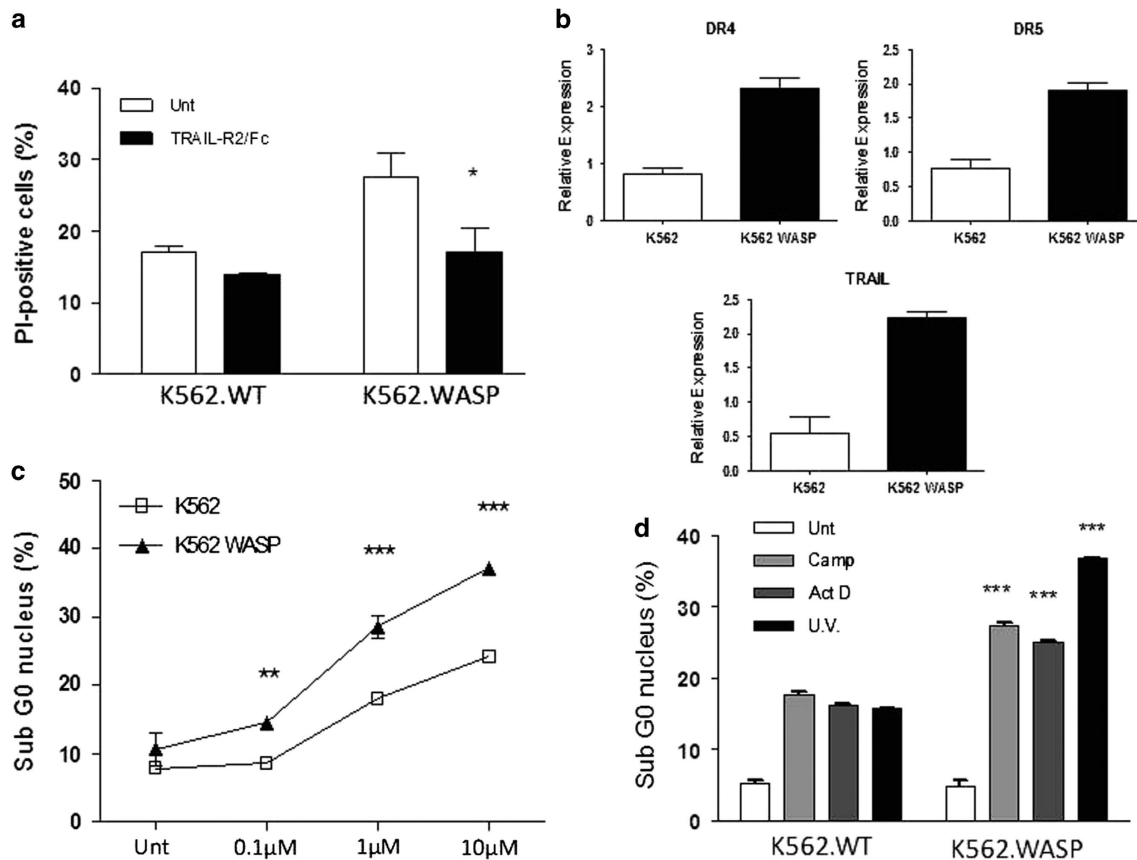 a
PI-positive cells (%)
40
30
20
10
0
Unt
TRAIL-R2/Fc
*
K562.WT
K562.WASP
b
DR4
Relative Expression
3
2
1
0
K562
K562 WASP
DR5
Relative Expression
2.5
2.0
1.5
1.0
0.5
0.0
K562
K562 WASP
TRAIL
Relative Expression
2.5
2.0
1.5
1.0
0.5
0.0
K562
K562 WASP
c
Sub G0 nucleus (%)
50
40
30
20
10
0
K562
K562 WASP
**
***
***
Unt
0.1μM
1μM
10μM
d
Sub G0 nucleus (%)
40
30
20
10
0
Unt
Camp
Act D
U.V.
***
***
***
K562.WT
K562.WASP